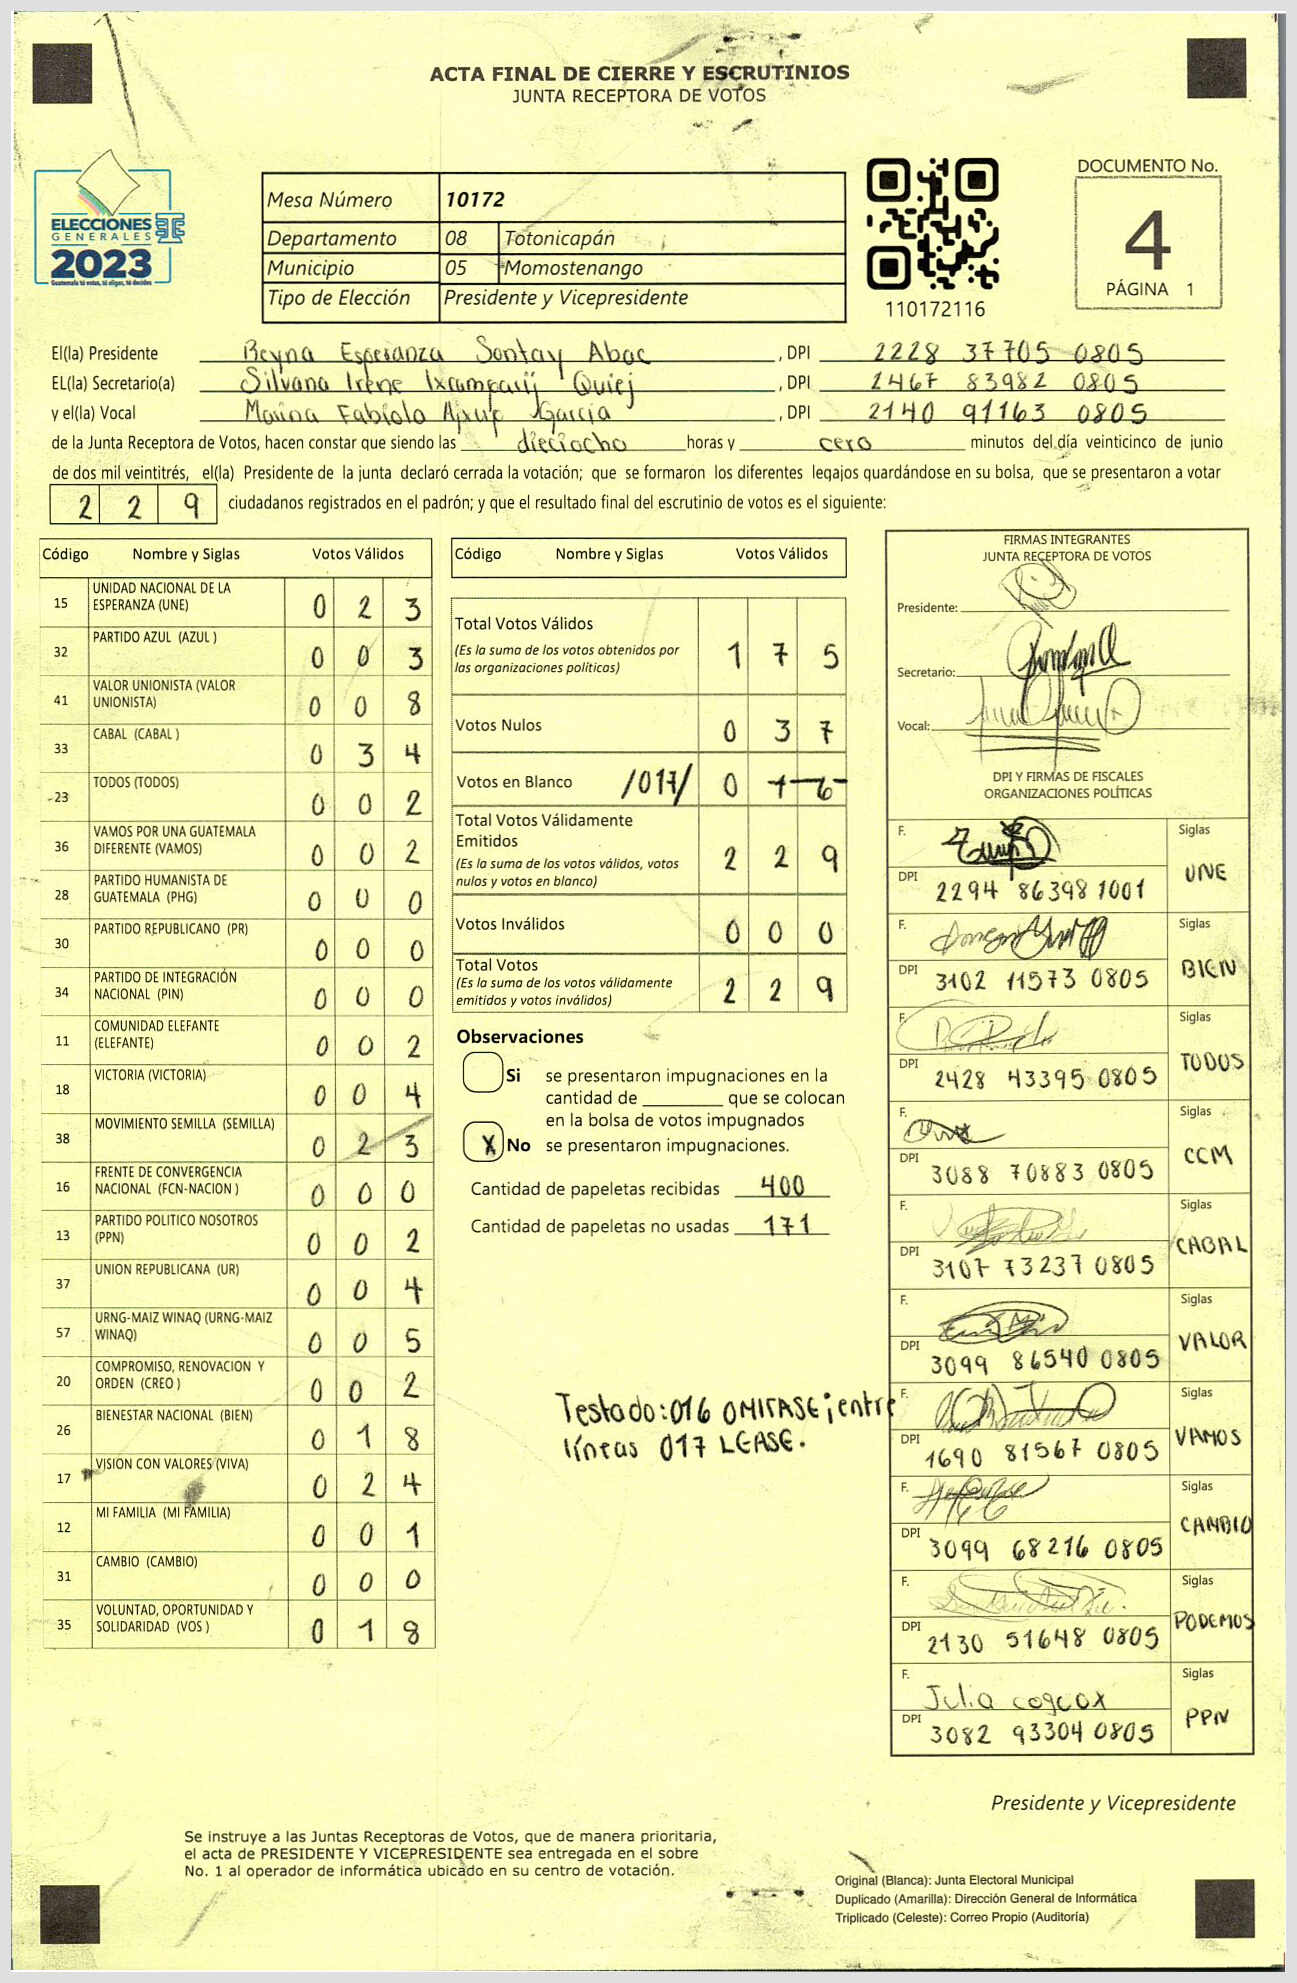 ACTA FINAL DE CIERRE Y ESCRUTINIOS
JUNTA RECEPTORA DE VOTOS
ELECCIONES
GENERALES
2023
Guatemala tú votas, tú eliges, tú decides
Mesa Número 10172
Departamento 08 Totonicapán
Municipio 05 Momostenango
Tipo de Elección Presidente y Vicepresidente
110172116
DOCUMENTO No.
4
PÁGINA 1
El(la) Presidente Reyna Esperanza Sontay Abac , DPI 2228 37705 0805
EL(la) Secretario(a) Silvana Irene Ixcamparij Quiej , DPI 2467 83982 0805
y el(la) Vocal Marina Fabiola Ajxup Garcia , DPI 2140 91163 0805
de la Junta Receptora de Votos, hacen constar que siendo las dieciocho horas y cero minutos del día veinticinco de junio
de dos mil veintitrés, el(la) Presidente de la junta declaró cerrada la votación; que se formaron los diferentes legajos quardándose en su bolsa, que se presentaron a votar
229 ciudadanos registrados en el padrón; y que el resultado final del escrutinio de votos es el siguiente:
Código Nombre y Siglas Votos Válidos
15 UNIDAD NACIONAL DE LA ESPERANZA (UNE) 0 2 3
32 PARTIDO AZUL (AZUL ) 0 0 3
41 VALOR UNIONISTA (VALOR UNIONISTA) 0 0 8
33 CABAL (CABAL ) 0 3 4
23 TODOS (TODOS) 0 0 2
36 VAMOS POR UNA GUATEMALA DIFERENTE (VAMOS) 0 0 2
28 PARTIDO HUMANISTA DE GUATEMALA (PHG) 0 0 0
30 PARTIDO REPUBLICANO (PR) 0 0 0
34 PARTIDO DE INTEGRACIÓN NACIONAL (PIN) 0 0 0
11 COMUNIDAD ELEFANTE (ELEFANTE) 0 0 2
18 VICTORIA (VICTORIA) 0 0 4
38 MOVIMIENTO SEMILLA (SEMILLA) 0 2 3
16 FRENTE DE CONVERGENCIA NACIONAL (FCN-NACION ) 0 0 0
13 PARTIDO POLITICO NOSOTROS (PPN) 0 0 2
37 UNION REPUBLICANA (UR) 0 0 4
57 URNG-MAIZ WINAQ (URNG-MAIZ WINAQ) 0 0 5
20 COMPROMISO, RENOVACION Y ORDEN (CREO ) 0 0 2
26 BIENESTAR NACIONAL (BIEN) 0 1 8
17 VISION CON VALORES (VIVA) 0 2 4
12 MI FAMILIA (MI FAMILIA) 0 0 1
31 CAMBIO (CAMBIO) 0 0 0
35 VOLUNTAD, OPORTUNIDAD Y SOLIDARIDAD (VOS ) 0 1 8
Código Nombre y Siglas Votos Válidos
Total Votos Válidos 1 7 5
(Es la suma de los votos obtenidos por
las organizaciones políticas)
Votos Nulos 0 3 7
Votos en Blanco /017/ 0 1 6
Total Votos Válidamente
Emitidos 2 2 9
(Es la suma de los votos válidos, votos
nulos y votos en blanco)
Votos Inválidos 0 0 0
Total Votos 2 2 9
(Es la suma de los votos válidamente
emitidos y votos inválidos)
Observaciones
Si se presentaron impugnaciones en la
cantidad de ________ que se colocan
en la bolsa de votos impugnados
X No se presentaron impugnaciones.
Cantidad de papeletas recibidas 400
Cantidad de papeletas no usadas 171
Testado:016 OMITASE; entre
líneas 017 LEASE.
FIRMAS INTEGRANTES
JUNTA RECEPTORA DE VOTOS
Presidente:
Secretario:
Vocal:
DPI Y FIRMAS DE FISCALES
ORGANIZACIONES POLÍTICAS
F. Siglas
DPI 2294 86398 1001 UNE
F. Siglas
DPI 3102 11573 0805 BIEN
F. Siglas
DPI 2428 43395 0805 TODOS
F. Siglas
DPI 3088 70883 0805 CCM
F. Siglas
DPI 3107 73237 0805 CABAL
F. Siglas
DPI 3099 86540 0805 VALOR
F. Siglas
DPI 1690 81567 0805 VAMOS
F. Siglas
DPI 3099 68216 0805 CAMBIO
F. Siglas
DPI 2130 51648 0805 PODEMOS
F. Julia cogcox Siglas
DPI 3082 93304 0805 PPN
Presidente y Vicepresidente
Se instruye a las Juntas Receptoras de Votos, que de manera prioritaria,
el acta de PRESIDENTE Y VICEPRESIDENTE sea entregada en el sobre
No. 1 al operador de informática ubicado en su centro de votación.
Original (Blanca): Junta Electoral Municipal
Duplicado (Amarilla): Dirección General de Informática
Triplicado (Celeste): Correo Propio (Auditoría)